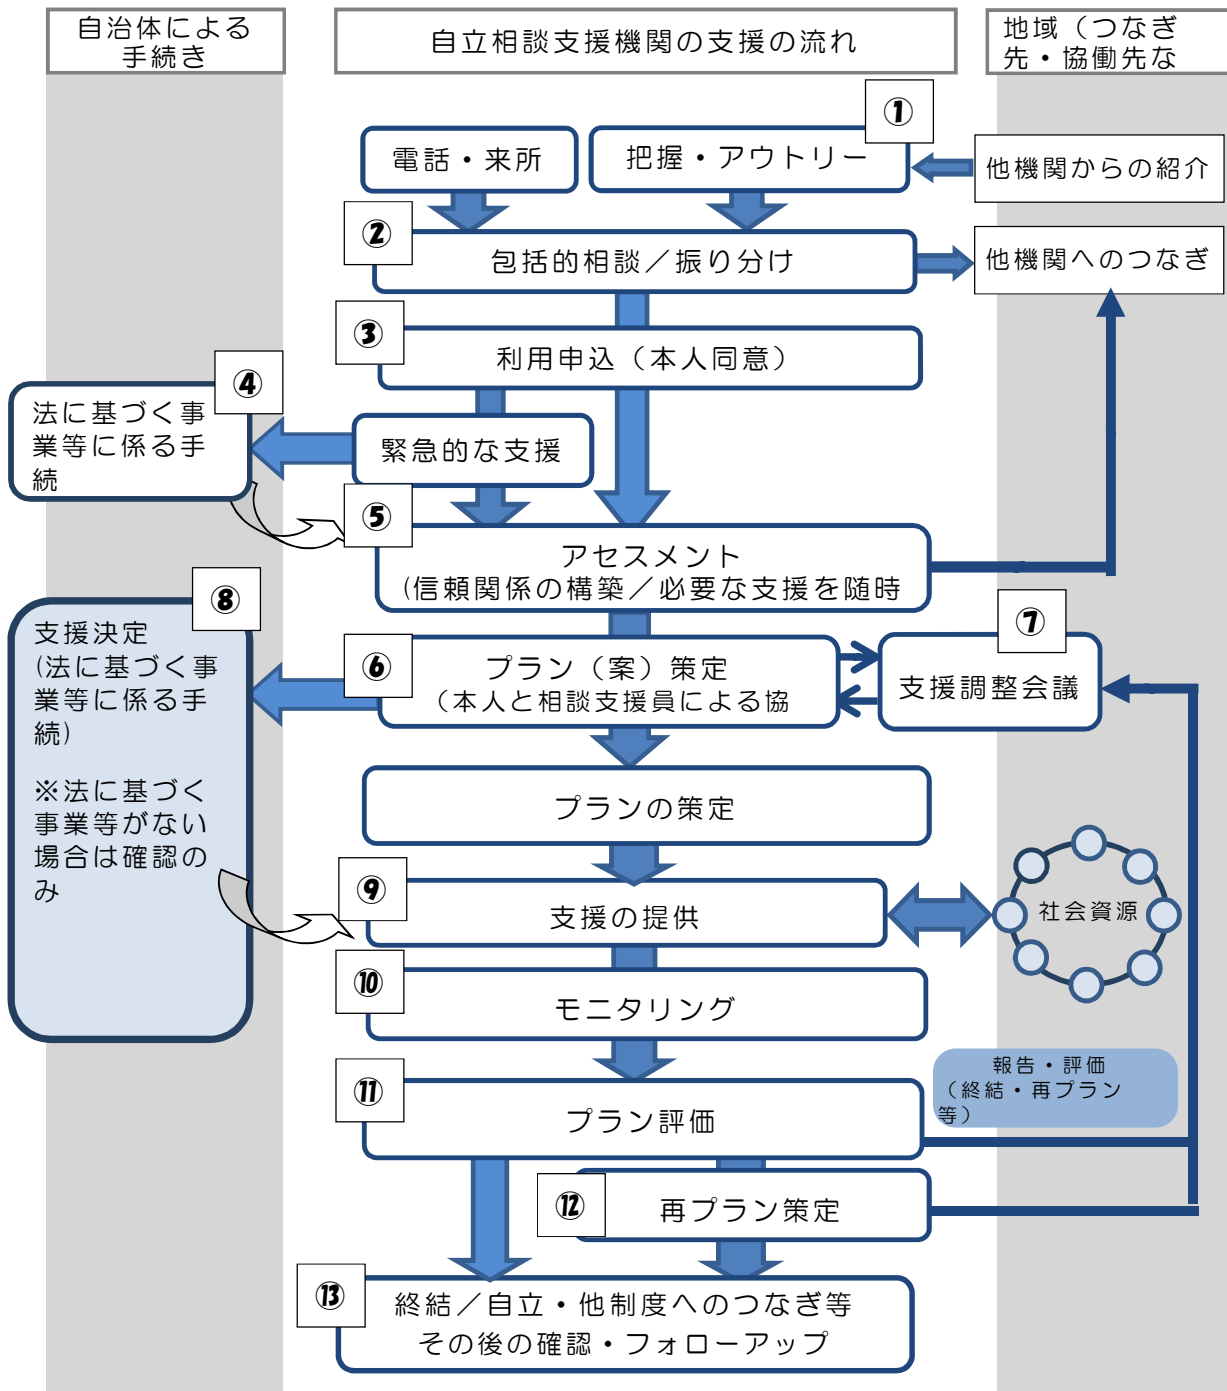 自治体による
手続き
自立相談支援機関の支援の流れ
地域（つなぎ
先・協働先な
①
電話・来所
把握・アウトリー
他機関からの紹介
②
包括的相談／振り分け
他機関へのつなぎ
③
利用申込（本人同意）
④
法に基づく事
業等に係る手
続
緊急的な支援
⑤
アセスメント
(信頼関係の構築／必要な支援を随時
⑧
支援決定
(法に基づく事
業等に係る手
続)
※法に基づく
事業等がない
場合は確認の
み
⑥
プラン（案）策定
（本人と相談支援員による協
⑦
支援調整会議
プランの策定
⑨
支援の提供
社会資源
⑩
モニタリング
報告・評価
（終結・再プラン
等）
⑪
プラン評価
⑫
再プラン策定
⑬
終結／自立・他制度へのつなぎ等
その後の確認・フォローアップ